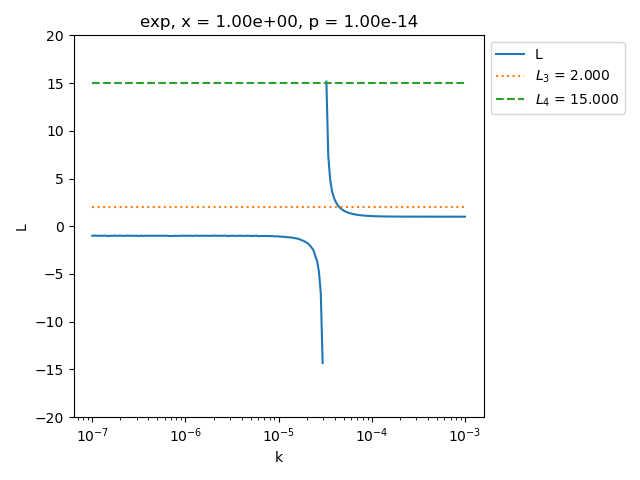 exp, x = 1.00e+00, p = 1.00e-14
20
15
10
5
0
−5
−10
−15
−20
L
10⁻⁷
10⁻⁶
10⁻⁵
10⁻⁴
10⁻³
k
L
L₃ = 2.000
L₄ = 15.000